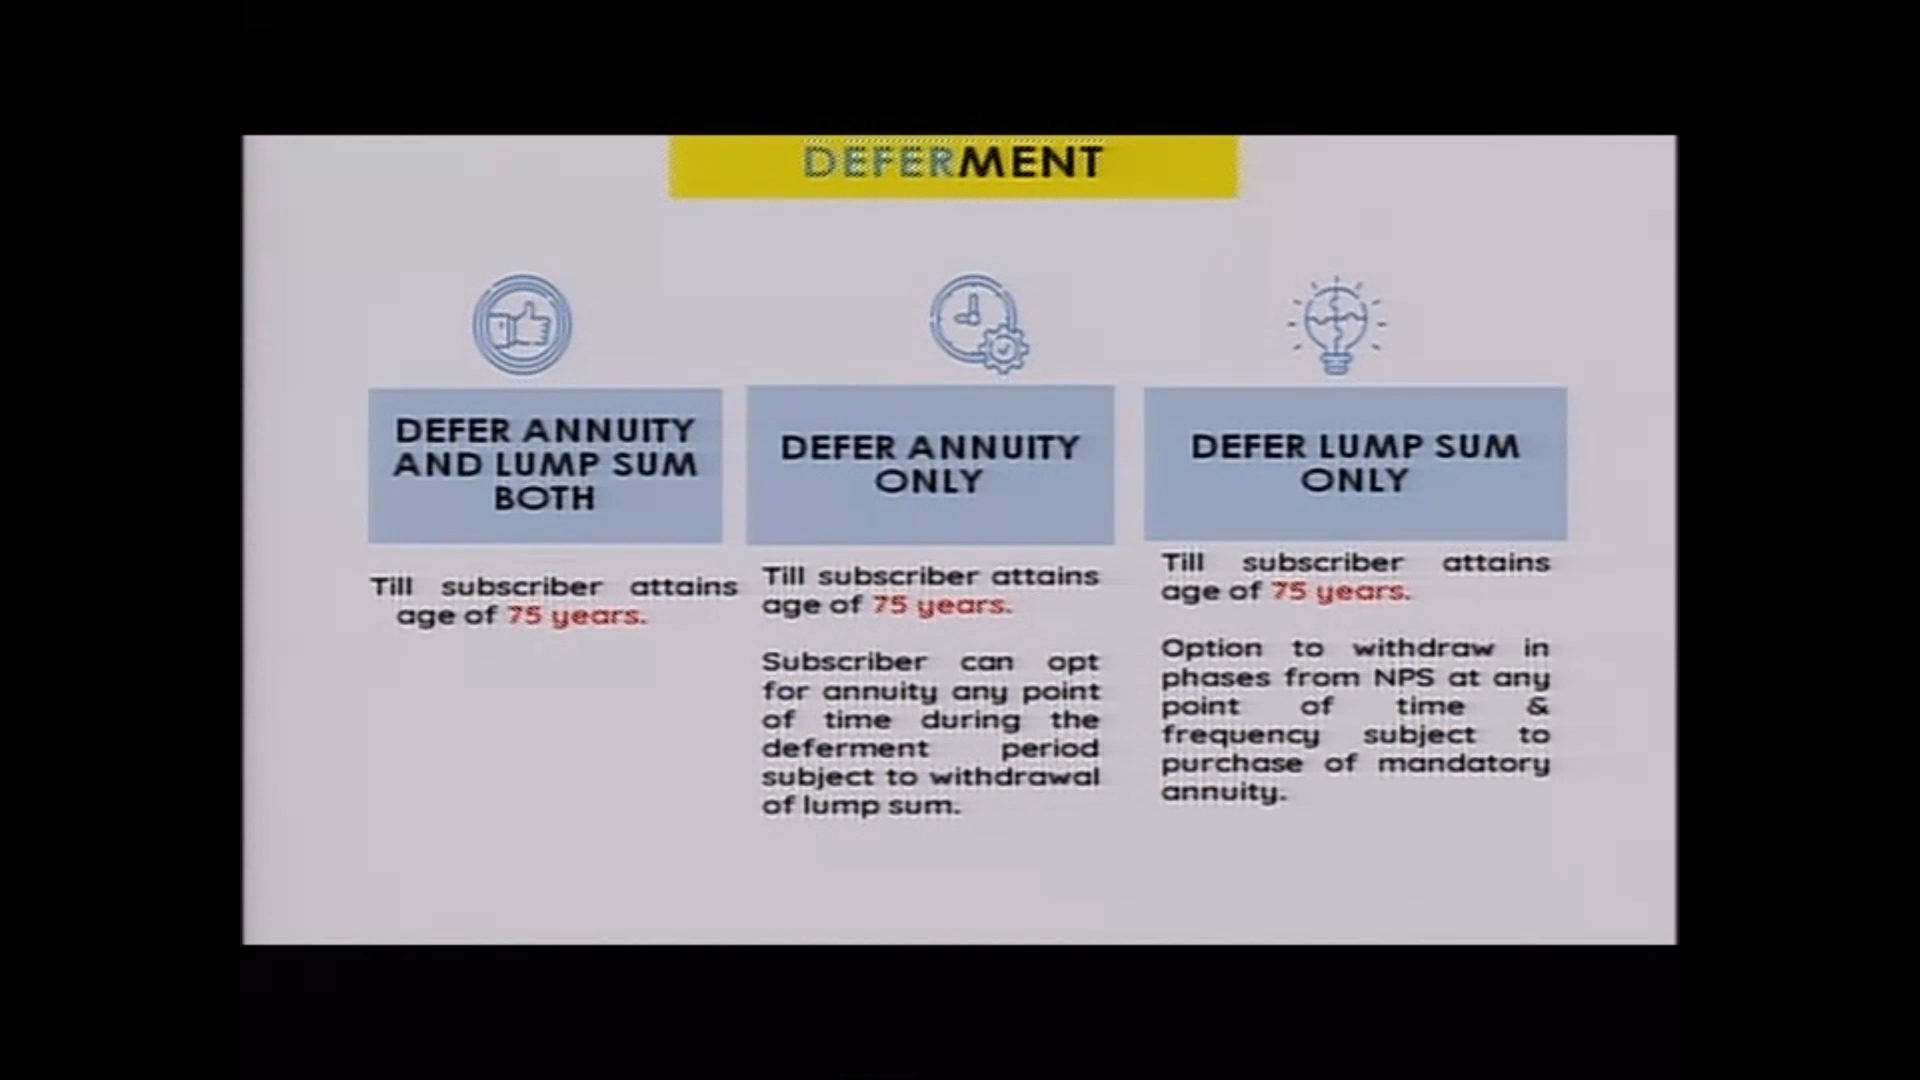 DEFERMENT
DEFER ANNUITY
AND LUMP SUM
BOTH
Till subscriber attains
age of 75 years.
DEFER ANNUITY
ONLY
Till subscriber attains
age of 75 years.
Subscriber can opt
for annuity any point
of time during the
deferment period
subject to withdrawal
of lump sum.
DEFER LUMP SUM
ONLY
Till subscriber attains
age of 75 years.
Option to withdraw in
phases from NPS at any
point of time &
frequency subject to
purchase of mandatory
annuity.